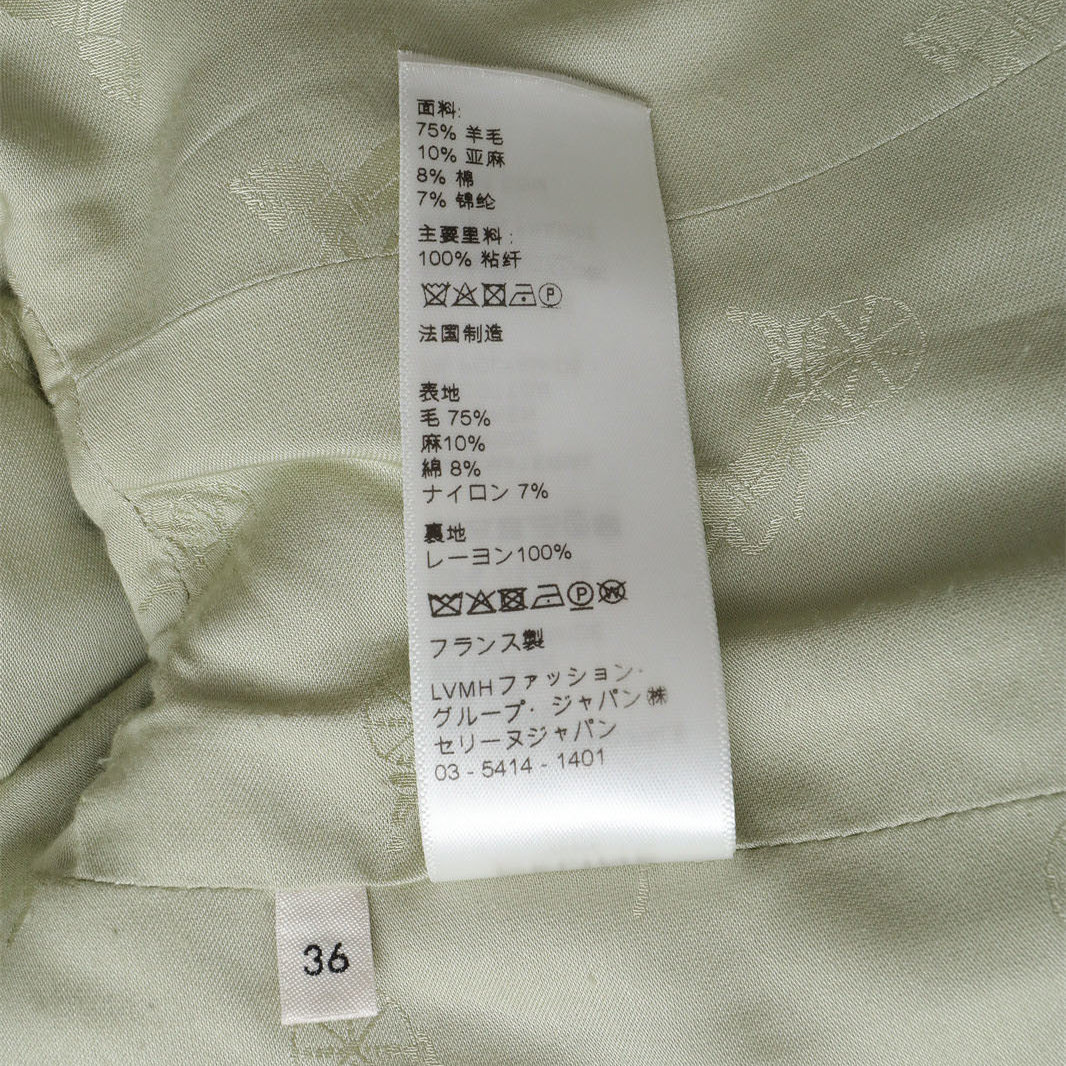 面料:
75% 羊毛
10% 亚麻
8% 棉
7% 锦纶
主要里料:
100% 粘纤
P
法国制造
表地
毛 75%
麻10%
綿 8%
ナイロン 7%
裏地
レーヨン100%
P W
フランス製
LVMHファッション・
グループ・ジャパン㈱
セリーヌジャパン
03 - 5414 - 1401
36